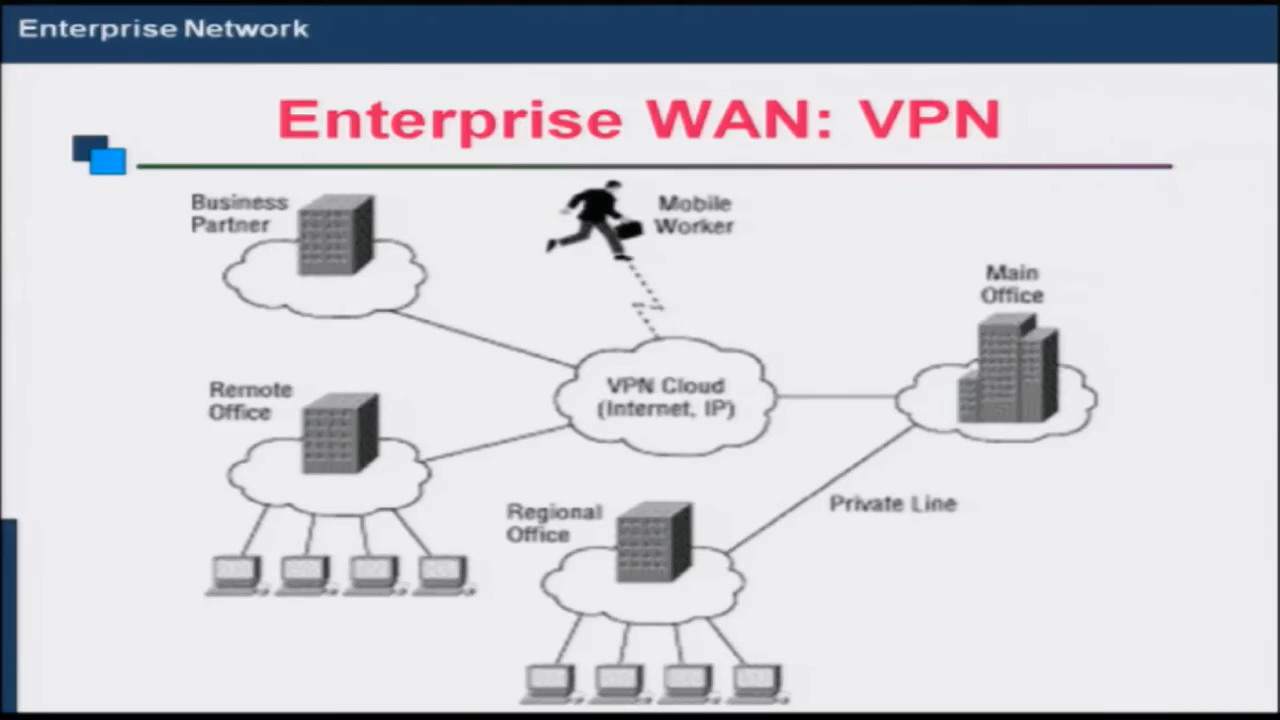 Enterprise Network
Enterprise WAN: VPN
Business
Partner
Mobile
Worker
Main
Office
VPN Cloud
(Internet, IP)
Remote
Office
Regional
Office
Private Line